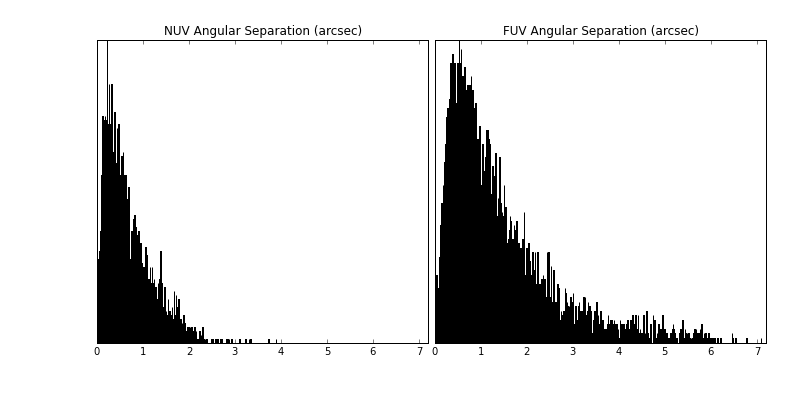 NUV Angular Separation (arcsec)
FUV Angular Separation (arcsec)
0 1 2 3 4 5 6 7
0 1 2 3 4 5 6 7